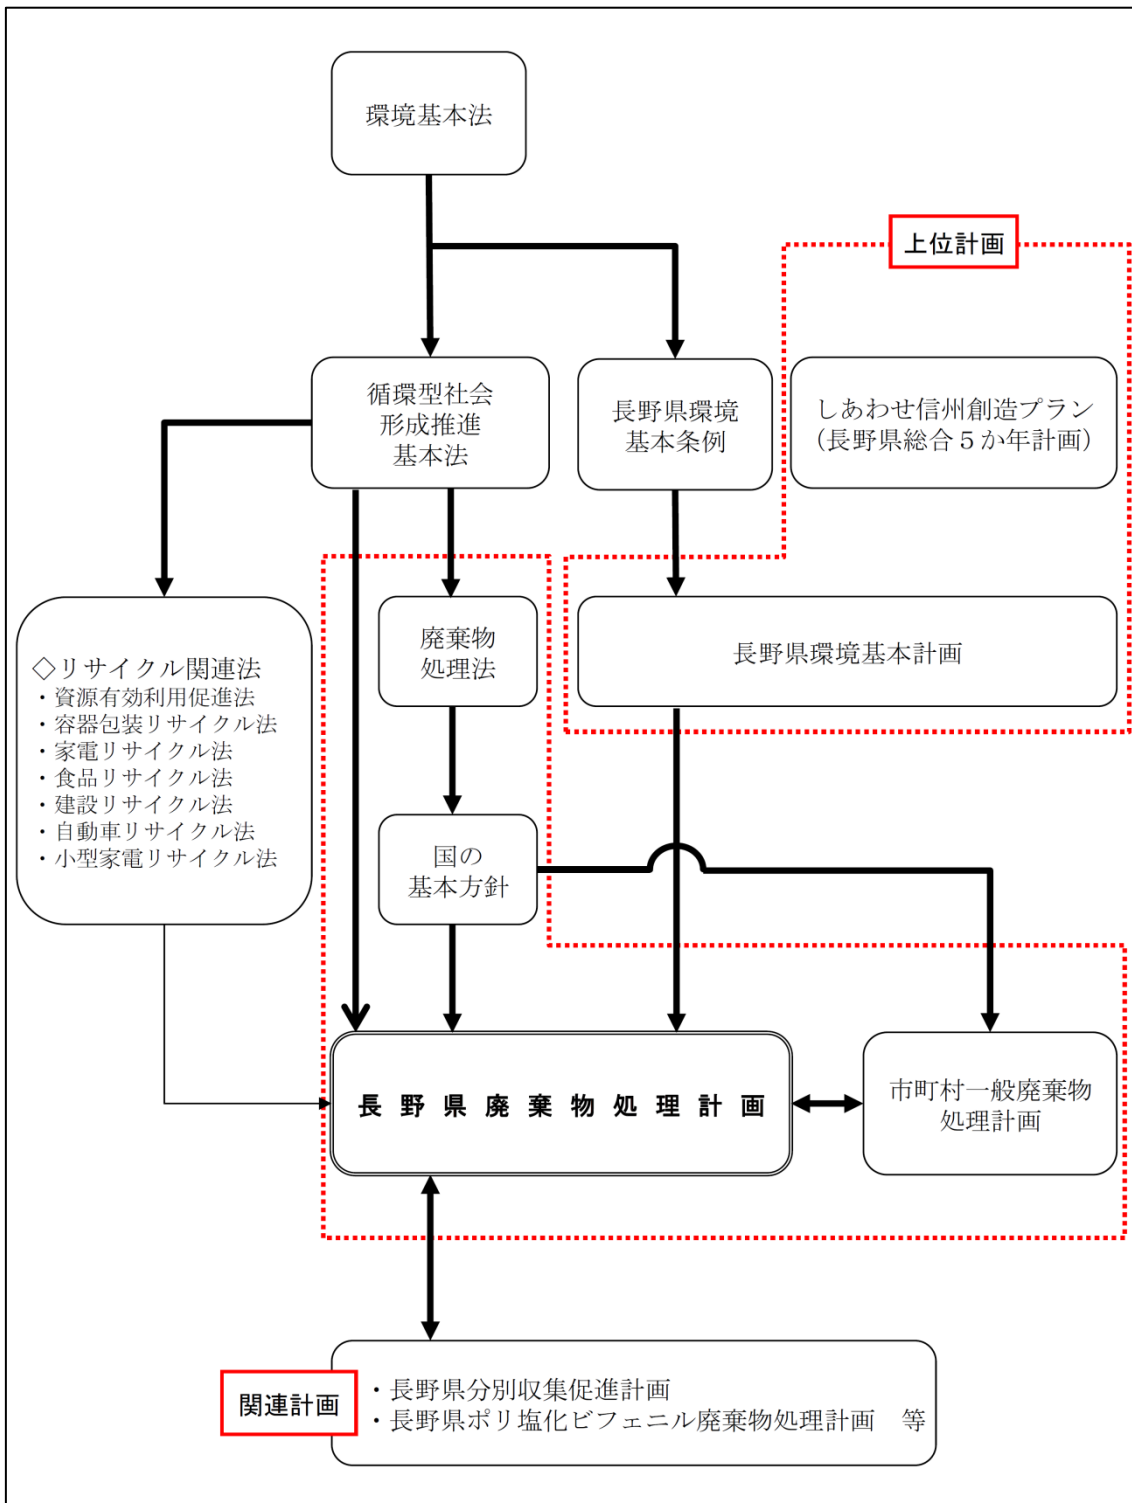 環境基本法
上位計画
循環型社会
形成推進
基本法
長野県環境
基本条例
しあわせ信州創造プラン
（長野県総合５か年計画）
◇リサイクル関連法
・資源有効利用促進法
・容器包装リサイクル法
・家電リサイクル法
・食品リサイクル法
・建設リサイクル法
・自動車リサイクル法
・小型家電リサイクル法
廃棄物
処理法
長野県環境基本計画
国の
基本方針
長野県廃棄物処理計画
市町村一般廃棄物
処理計画
関連計画
・長野県分別収集促進計画
・長野県ポリ塩化ビフェニル廃棄物処理計画　等